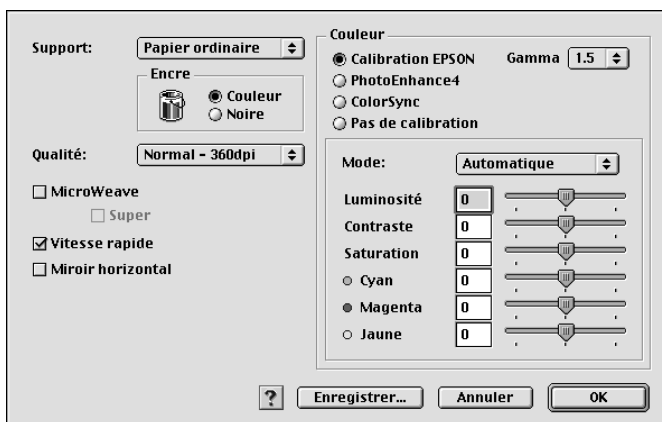 Support:
Papier ordinaire
Encre
Couleur
Noire
Qualité:
Normal - 360dpi
MicroWeave
Super
Vitesse rapide
Miroir horizontal
Couleur
Calibration EPSON
Gamma
1.5
PhotoEnhance4
ColorSync
Pas de calibration
Mode:
Automatique
Luminosité 0
Contraste 0
Saturation 0
Cyan 0
Magenta 0
Jaune 0
?
Enregistrer...
Annuler
OK